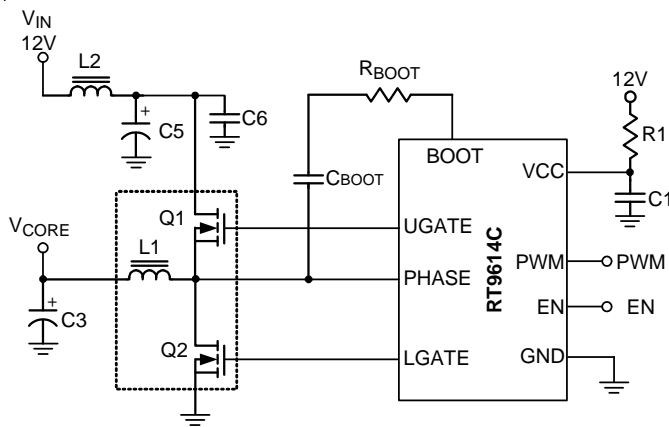 VIN
12V
L2
RBOOT
12V
C5
C6
R1
BOOT
VCC
CBOOT
C1
Q1
UGATE
VCORE
L1
RT9614C
PHASE
PWM
PWM
C3
EN
EN
Q2
LGATE
GND
+
+